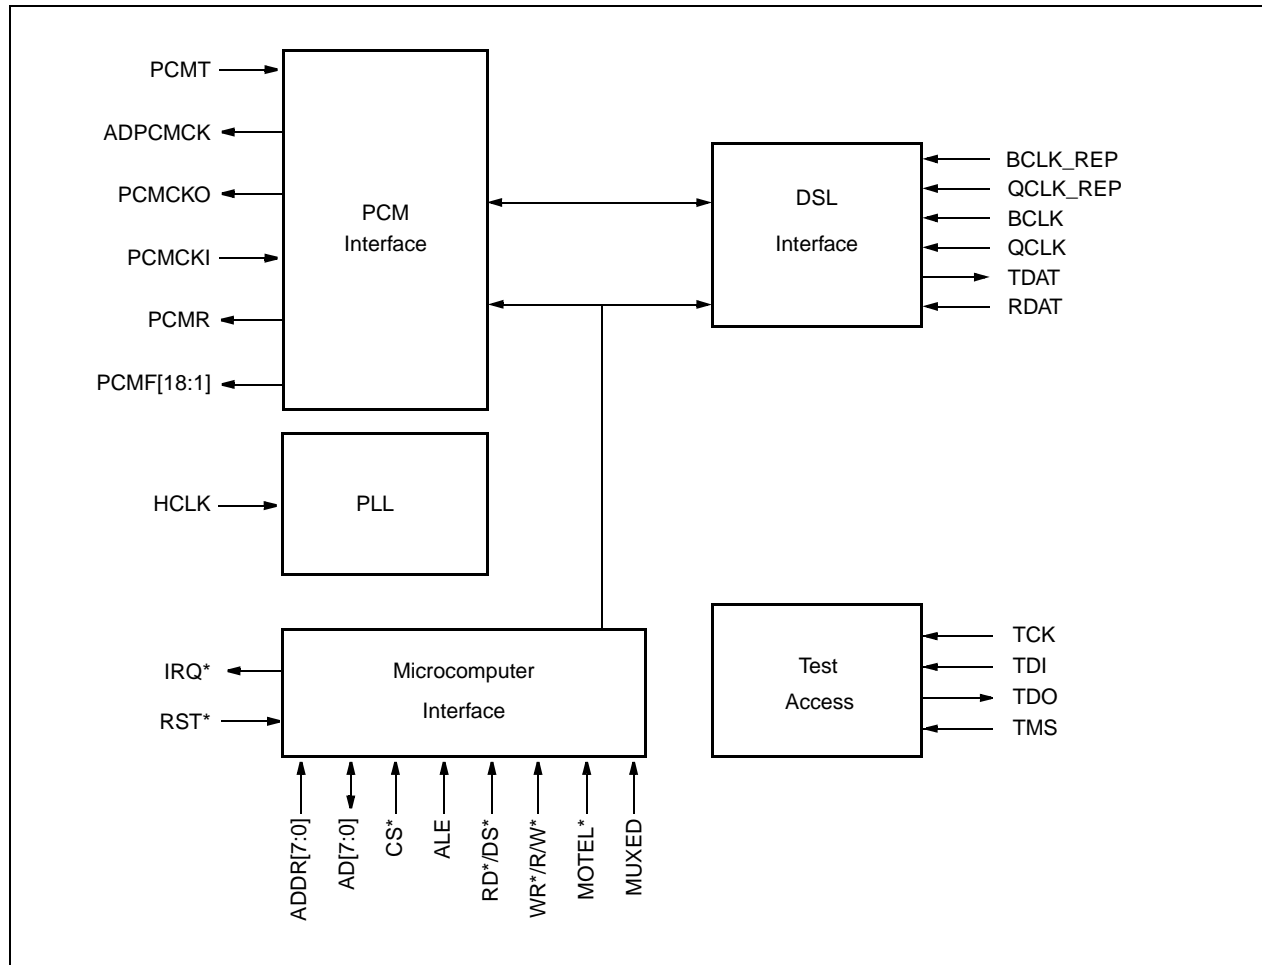 PCMT
ADPCMCK
PCMCKO
PCMCKI
PCMR
PCMF[18:1]
PCM
Interface
DSL
Interface
BCLK_REP
QCLK_REP
BCLK
QCLK
TDAT
RDAT
HCLK
PLL
IRQ*
RST*
Microcomputer
Interface
Test
Access
TCK
TDI
TDO
TMS
ADDR[7:0]
AD[7:0]
CS*
ALE
RD*/DS*
WR*/R/W*
MOTEL*
MUXED